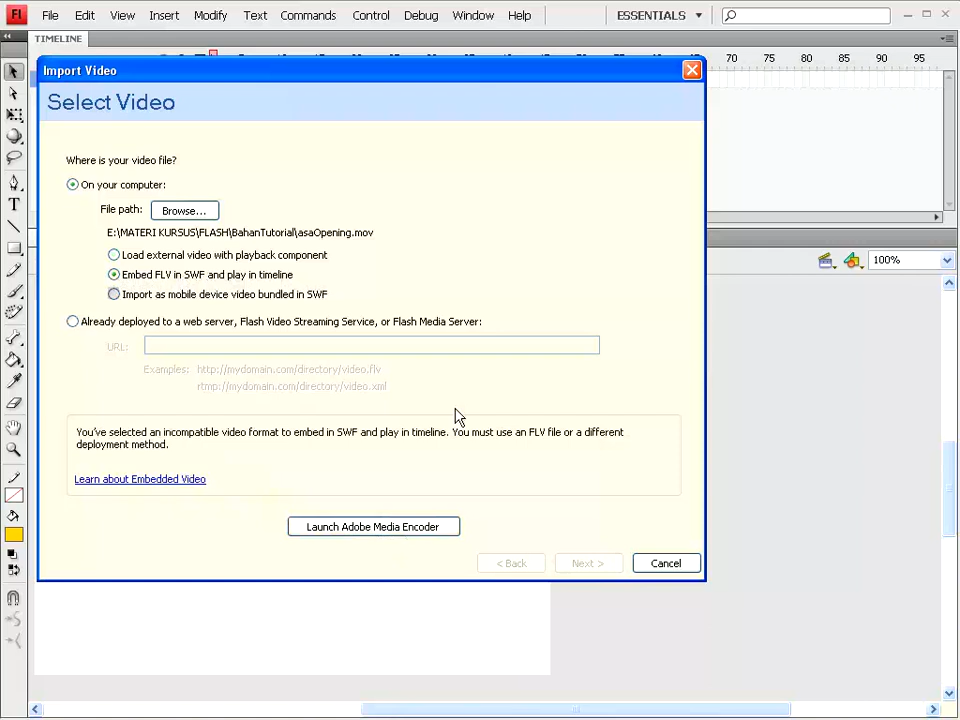 Fl File Edit View Insert Modify Text Commands Control Debug Window Help ESSENTIALS
TIMELINE
70 75 80 85 90 95
Import Video
Select Video
Where is your video file?
On your computer:
File path: Browse...
E:\MATERI KURSUS\FLASH\BahanTutorial\asaOpening.mov
Load external video with playback component
100%
Embed FLV in SWF and play in timeline
Import as mobile device video bundled in SWF
Already deployed to a web server, Flash Video Streaming Service, or Flash Media Server:
URL:
Examples: http://mydomain.com/directory/video.flv
rtmp://mydomain.com/directory/video.xml
You've selected an incompatible video format to embed in SWF and play in timeline. You must use an FLV file or a different
deployment method.
Learn about Embedded Video
Launch Adobe Media Encoder
< Back Next > Cancel